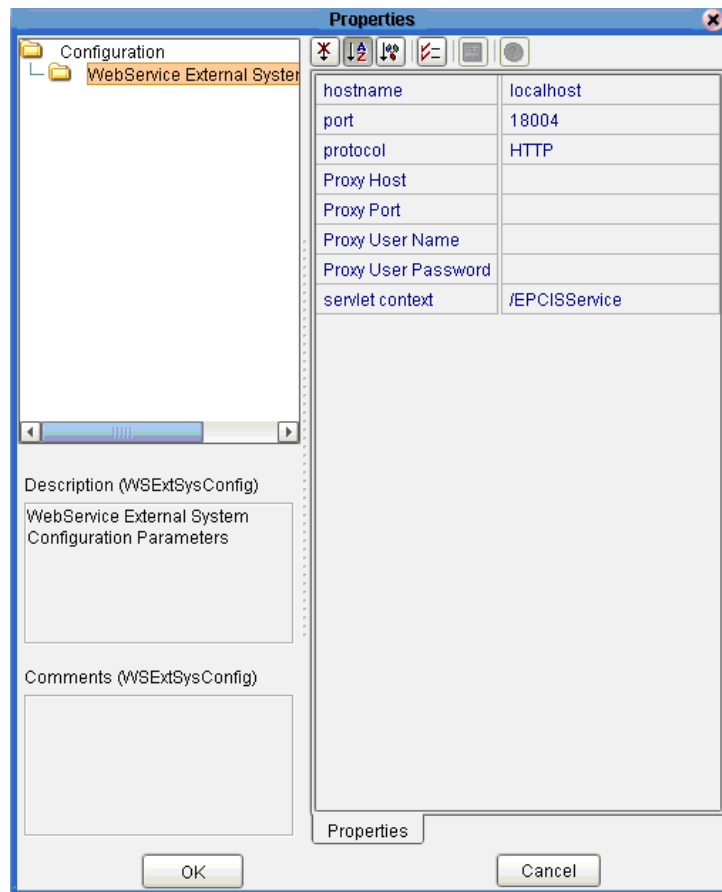 Properties
Configuration
WebService External System
hostname localhost
port 18004
protocol HTTP
Proxy Host
Proxy Port
Proxy User Name
Proxy User Password
servlet context /EPCISService
Description (WSExtSysConfig)
WebService External System
Configuration Parameters
Comments (WSExtSysConfig)
Properties
OK
Cancel